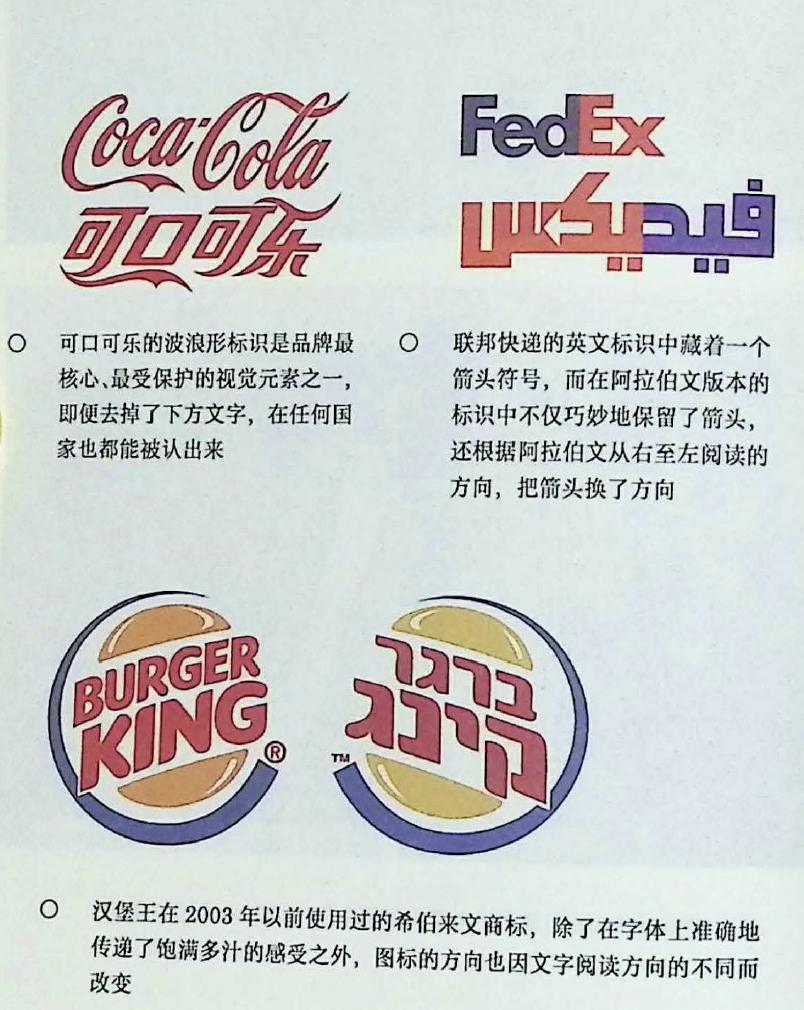 Coca-Cola
可口可乐
FedEx
فيديكس
可口可乐的波浪形标识是品牌最
核心、最受保护的视觉元素之一，
即便去掉了下方文字，在任何国
家也都能被认出来
联邦快递的英文标识中藏着一个
箭头符号，而在阿拉伯文版本的
标识中不仅巧妙地保留了箭头，
还根据阿拉伯文从右至左阅读的
方向，把箭头换了方向
BURGER
KING
®
ברגר
קינג
TM
汉堡王在 2003 年以前使用过的希伯来文商标，除了在字体上准确地
传递了饱满多汁的感受之外，图标的方向也因文字阅读方向的不同而
改变